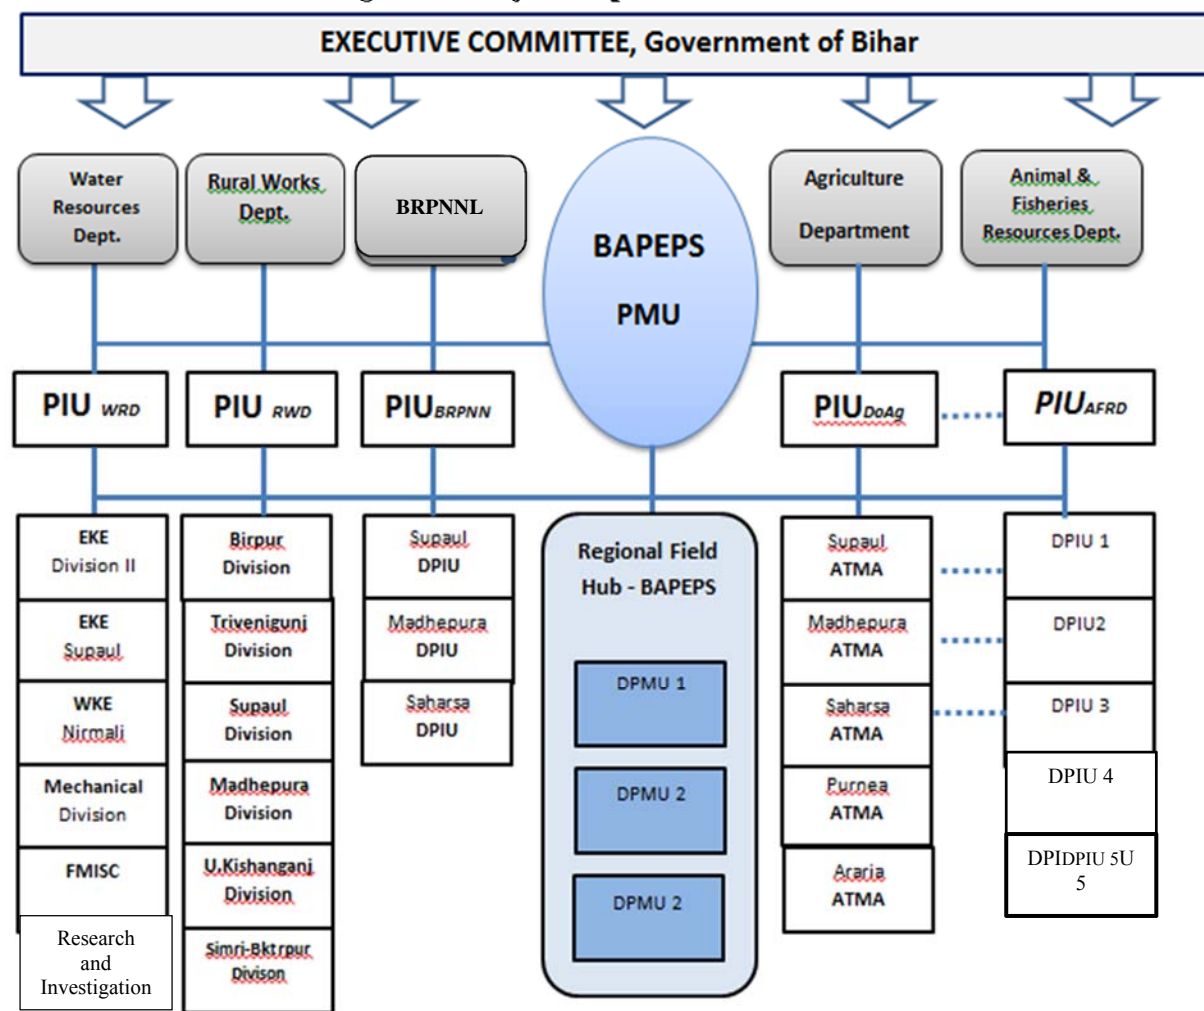 EXECUTIVE COMMITTEE, Government of Bihar
Water
Resources
Dept.
Rural Works
Dept.
BRPNNL
BAPEPS
PMU
Agriculture
Department
Animal &
Fisheries
Resources Dept.
PIU WRD
PIU RWD
PIUBRPNN
PIUDoAg
PIUAFRD
EKE
Division II
EKE
Supaul
WKE
Nirmali
Mechanical
Division
FMISC
Research
and
Investigation
Birpur
Division
Trivenigunj
Division
Supaul
Division
Madhepura
Division
U.Kishanganj
Division
Simri-Bktrpur
Divison
Supaul
DPIU
Madhepura
DPIU
Saharsa
DPIU
Regional Field
Hub - BAPEPS
DPMU 1
DPMU 2
DPMU 2
Supaul
ATMA
Madhepura
ATMA
Saharsa
ATMA
Purnea
ATMA
Araria
ATMA
DPIU 1
DPIU2
DPIU 3
DPIU 4
DPIDPIU 5U
5